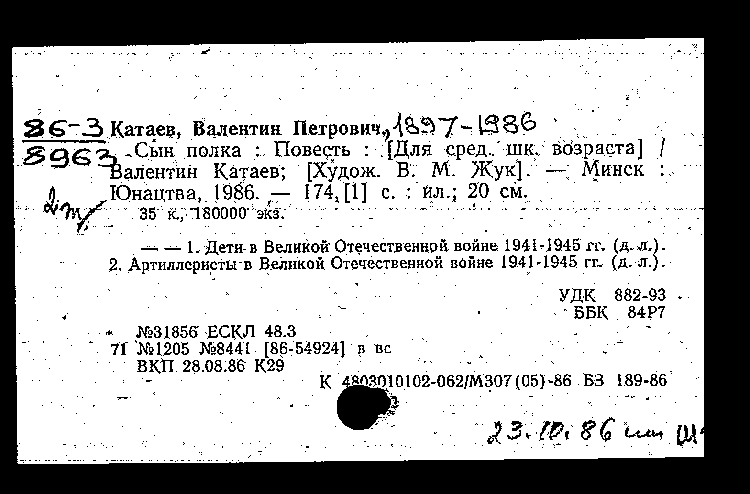 86-3 Катаев, Валентин Петрович, 1897-1986
8963 Сын полка : Повесть : [Для сред. шк. возраста] /
Валентин Катаев; [Худож. В. М. Жук]. — Минск :
Юнацтва, 1986. — 174, [1] с. : ил.; 20 см.
35 к., 180000 экз.
— — 1. Дети в Великой Отечественной войне 1941-1945 гг. (д. л.).
2. Артиллеристы в Великой Отечественной войне 1941-1945 гг. (д. л.).
УДК 882-93
ББК 84Р7
№31856 ЕСКЛ 48.3
71 №1205 №8441 [86-54924] в вс
ВКП 28.08.86 К29
К 4803010102-062/М307(05)-86 БЗ 189-86
23.10.86